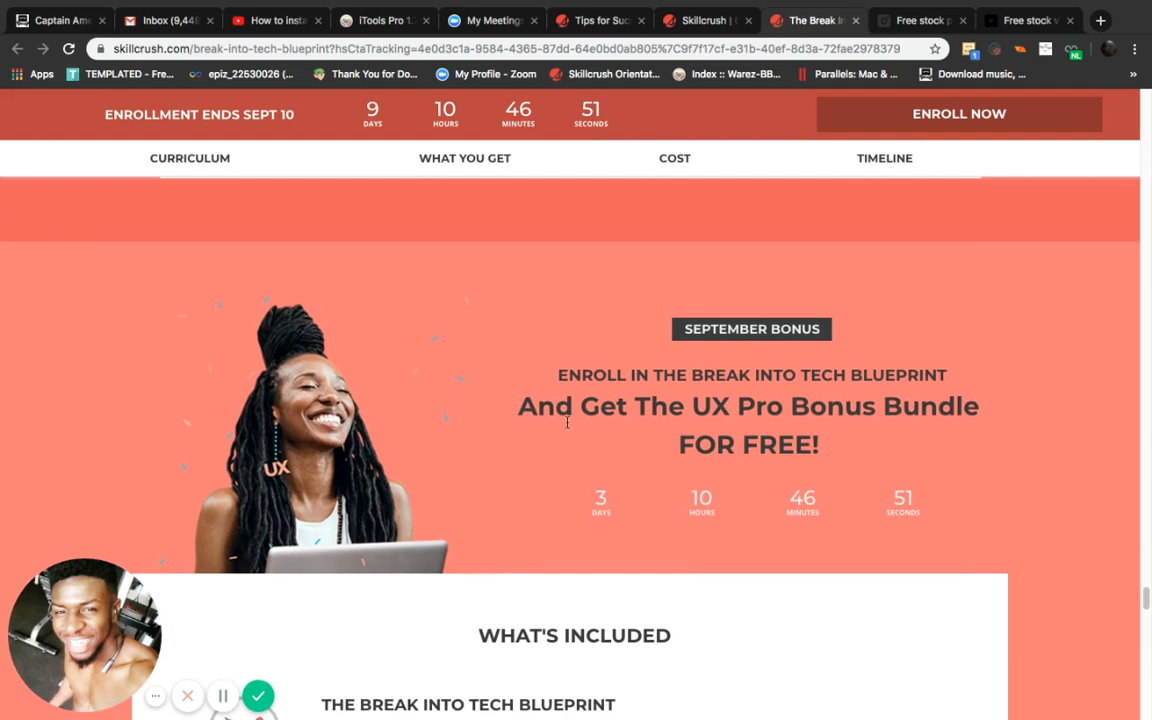 Captain Ame
Inbox (9,44
How to insta
iTools Pro 1.
My Meeting
Tips for Suc
Skillcrush |
The Break In
Free stock p
Free stock v
skillcrush.com/break-into-tech-blueprint?hsCtaTracking=4e0d3c1a-9584-4365-87dd-64e0bd0ab805%7C9f7f17cf-e31b-40ef-8d3a-72fae2978379
1
NL
Apps
TEMPLATED - Fre...
epiz_22530026 (...
Thank You for Do...
My Profile - Zoom
Skillcrush Orientat...
Index :: Warez-BB...
Parallels: Mac & ...
Download music, ...
»
ENROLLMENT ENDS SEPT 10
9 10 46 51
DAYS HOURS MINUTES SECONDS
ENROLL NOW
CURRICULUM
WHAT YOU GET
COST
TIMELINE
SEPTEMBER BONUS
ENROLL IN THE BREAK INTO TECH BLUEPRINT
And Get The UX Pro Bonus Bundle
FOR FREE!
UX
3 10 46 51
DAYS HOURS MINUTES SECONDS
WHAT'S INCLUDED
THE BREAK INTO TECH BLUEPRINT